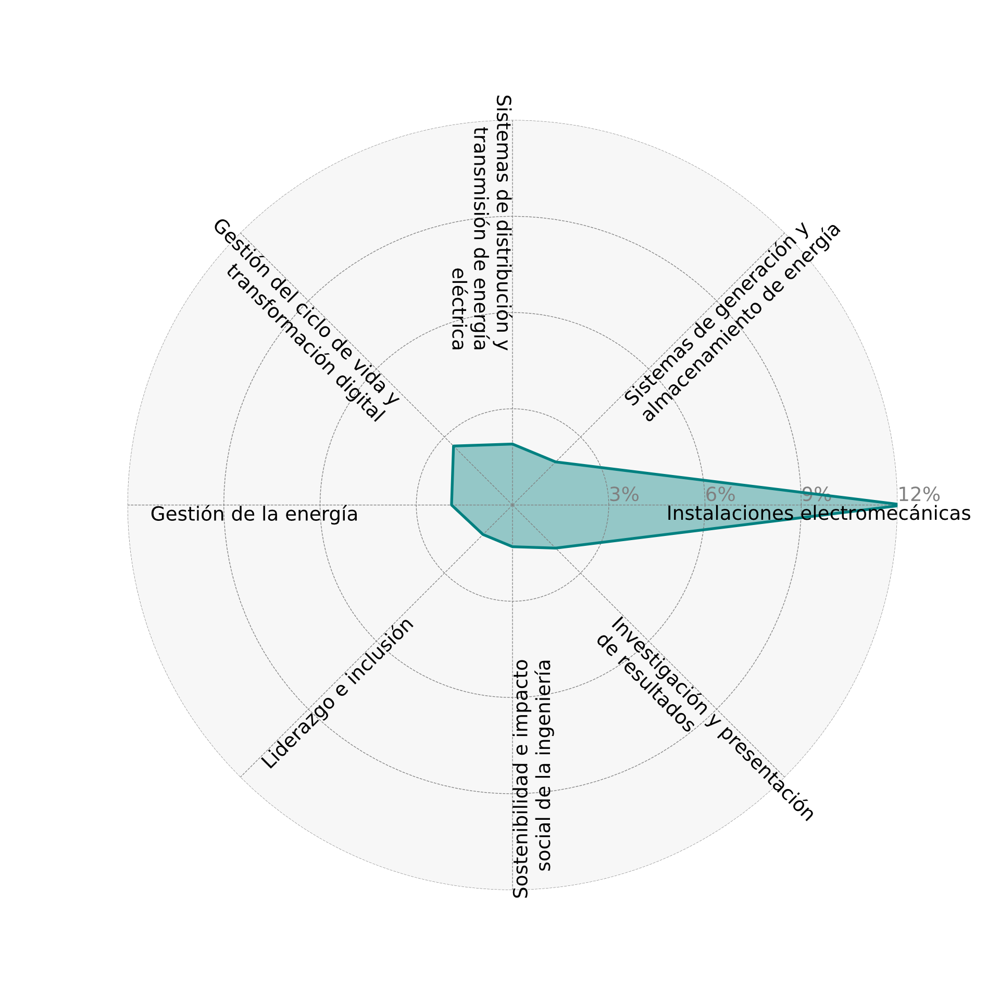 Sistemas de distribución y
transmisión de energía
eléctrica
Sistemas de generación y
almacenamiento de energía
Gestión del ciclo de vida y
transformación digital
3%
6%
9%
12%
Instalaciones electromecánicas
Gestión de la energía
Liderazgo e inclusión
Sostenibilidad e impacto
social de la ingeniería
Investigación y presentación
de resultados